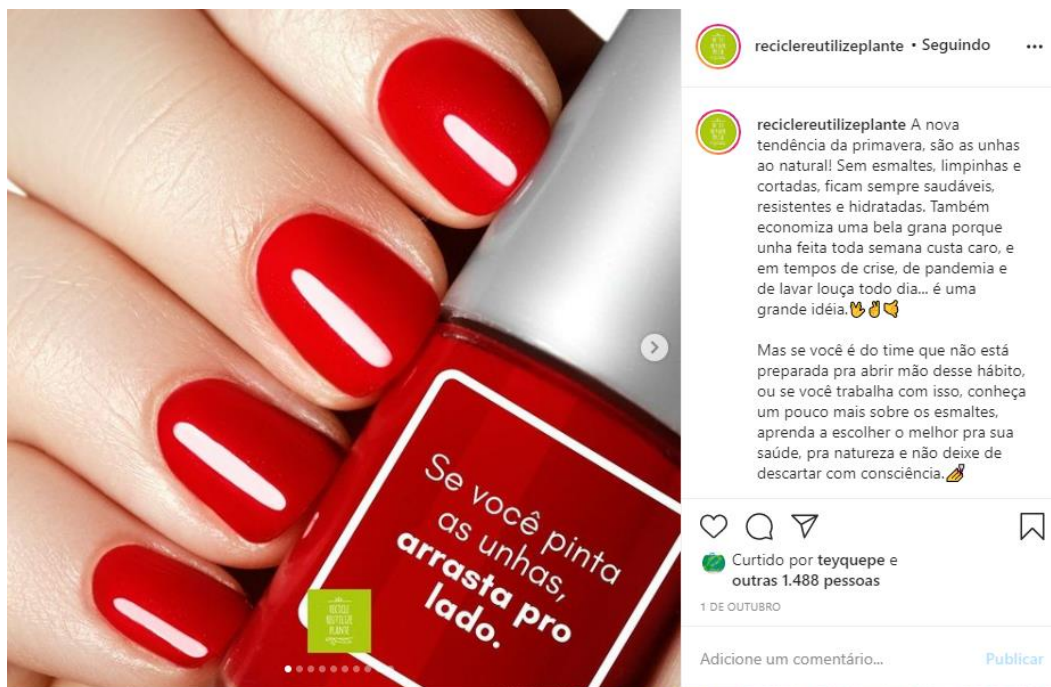 Se você pinta
as unhas,
arrasta pro
lado.
RECICLE
REUTILIZE
PLANTE
reciclereutilizeplante • Seguindo
reciclereutilizeplante A nova
tendência da primavera, são as unhas
ao natural! Sem esmaltes, limpinhas e
cortadas, ficam sempre saudáveis,
resistentes e hidratadas. Também
economiza uma bela grana porque
unha feita toda semana custa caro, e
em tempos de crise, de pandemia e
de lavar louça todo dia... é uma
grande idéia.🖖✌🤙
Mas se você é do time que não está
preparada pra abrir mão desse hábito,
ou se você trabalha com isso, conheça
um pouco mais sobre os esmaltes,
aprenda a escolher o melhor pra sua
saúde, pra natureza e não deixe de
descartar com consciência.💅
Curtido por teyquepe e
outras 1.488 pessoas
1 DE OUTUBRO
Adicione um comentário...
Publicar